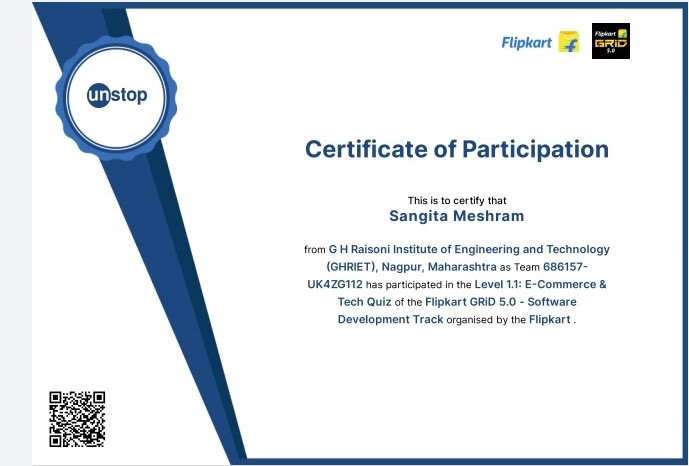 unstop
Flipkart
Flipkart
GRiD
5.0
Certificate of Participation
This is to certify that
Sangita Meshram
from G H Raisoni Institute of Engineering and Technology
(GHRIET), Nagpur, Maharashtra as Team 686157-
UK4ZG112 has participated in the Level 1.1: E-Commerce &
Tech Quiz of the Flipkart GRiD 5.0 - Software
Development Track organised by the Flipkart .